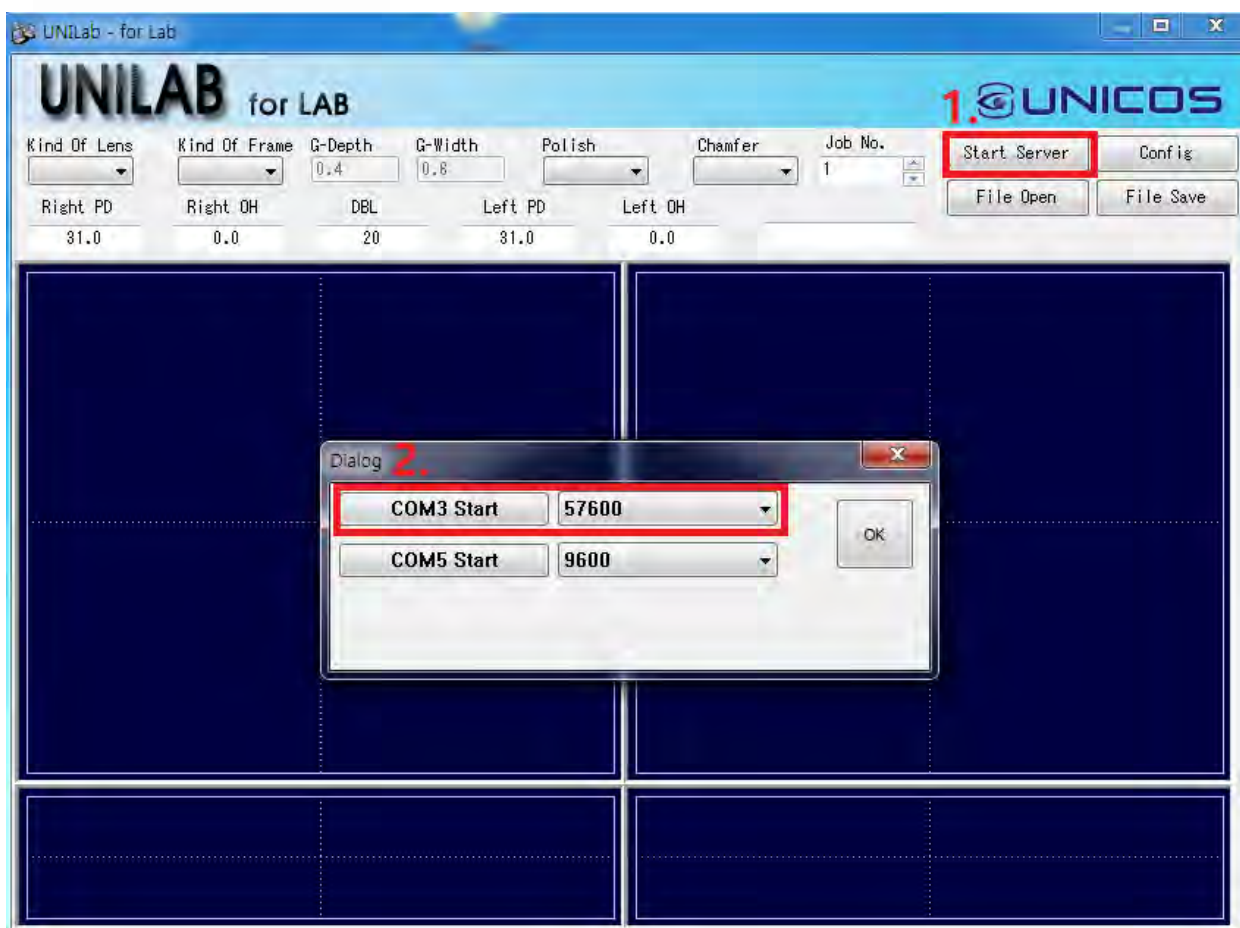 UNILab - for Lab
UNILAB for LAB
1. UNICOS
Kind Of Lens Kind Of Frame G-Depth G-Width Polish Chamfer Job No. Start Server Config
0.4 0.8 1
File Open File Save
Right PD Right OH DBL Left PD Left OH
31.0 0.0 20 31.0 0.0
Dialog 2.
COM3 Start 57600
OK
COM5 Start 9600